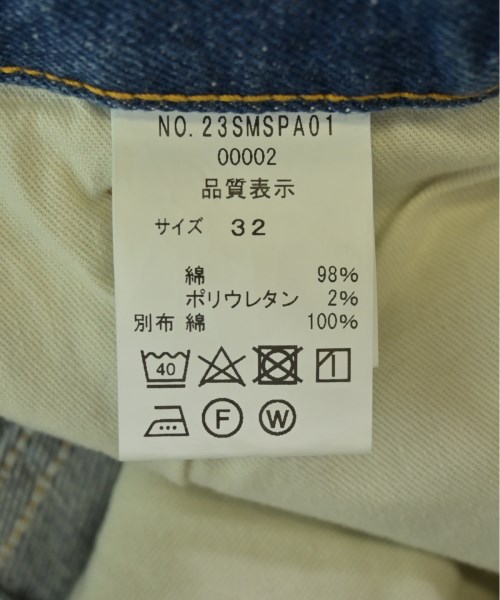 NO.23SMSPA01
00002
品質表示
サイズ 32
綿 98%
ポリウレタン 2%
別布 綿 100%
40
F W